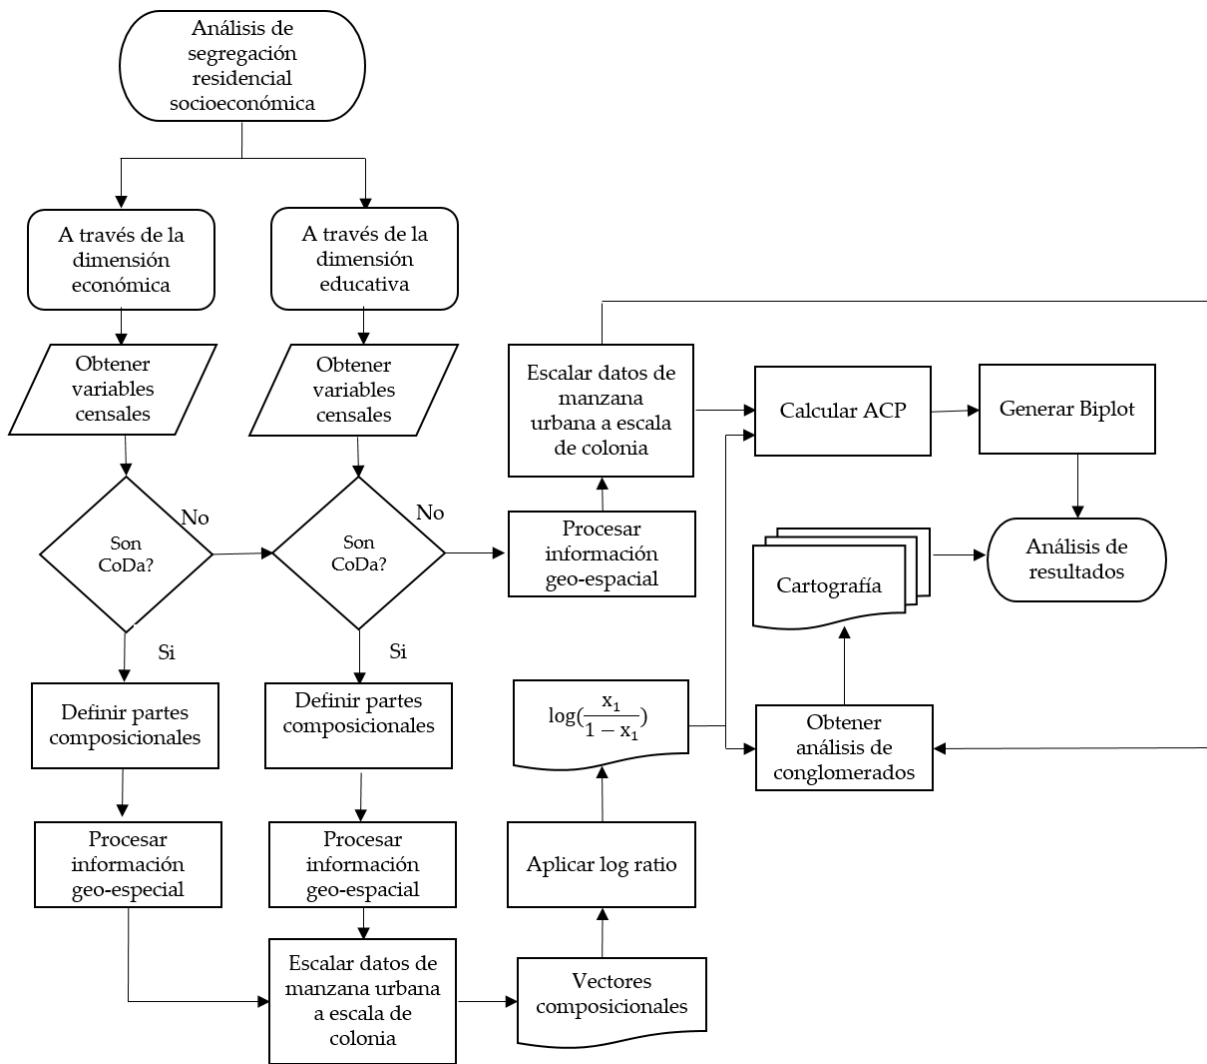 Análisis de
segregación
residencial
socioeconómica
A través de la
dimensión
económica
A través de la
dimensión
educativa
Obtener
variables
censales
Obtener
variables
censales
Escalar datos de
manzana
urbana a escala
de colonia
Calcular ACP
Generar Biplot
No
Son
CoDa?
No
Son
CoDa?
Procesar
información
geo-espacial
Cartografía
Análisis de
resultados
Si
Si
Definir partes
composicionales
Definir partes
composicionales
log(x₁/(1 − x₁))
Obtener
análisis de
conglomerados
Procesar
información
geo-especial
Procesar
información
geo-espacial
Aplicar log ratio
Escalar datos de
manzana urbana
a escala de
colonia
Vectores
composicionales